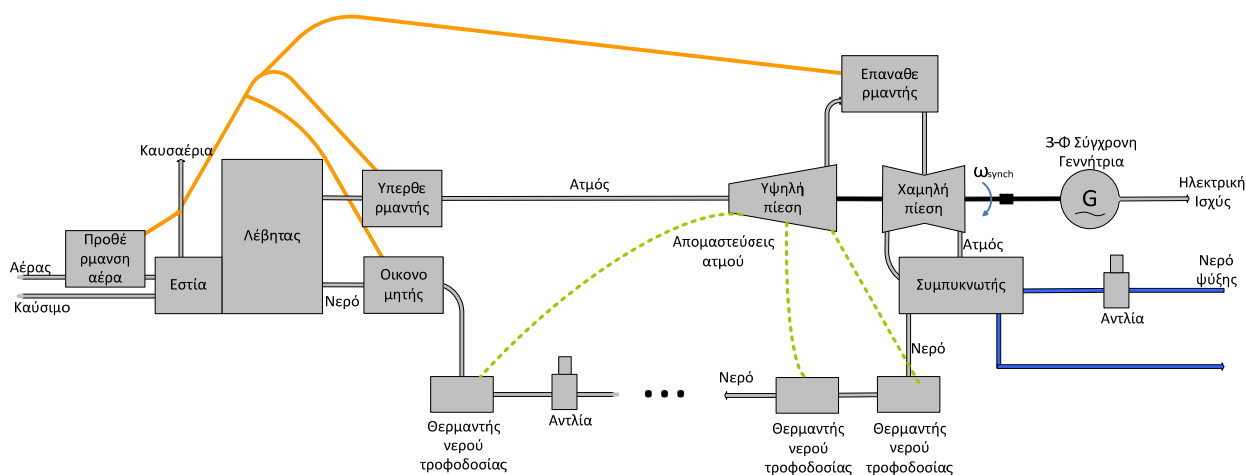 Επαναθε
ρμαντής
Καυσαέρια
3-Φ Σύγχρονη
Γεννήτρια
Υπερθε
ρμαντής
Ατμός
Υψηλή
πίεση
Χαμηλή
πίεση
ωsynch
G
Ηλεκτρική
Ισχύς
Λέβητας
Προθέ
ρμανση
αέρα
Απομαστεύσεις
ατμού
Ατμός
Αέρας
Εστία
Οικονο
μητής
Συμπυκνωτής
Νερό
ψύξης
Καύσιμο
Νερό
Αντλία
Νερό
Νερό
Αντλία
Θερμαντής
νερού
τροφοδοσίας
Θερμαντής
νερού
τροφοδοσίας
Θερμαντής
νερού
τροφοδοσίας